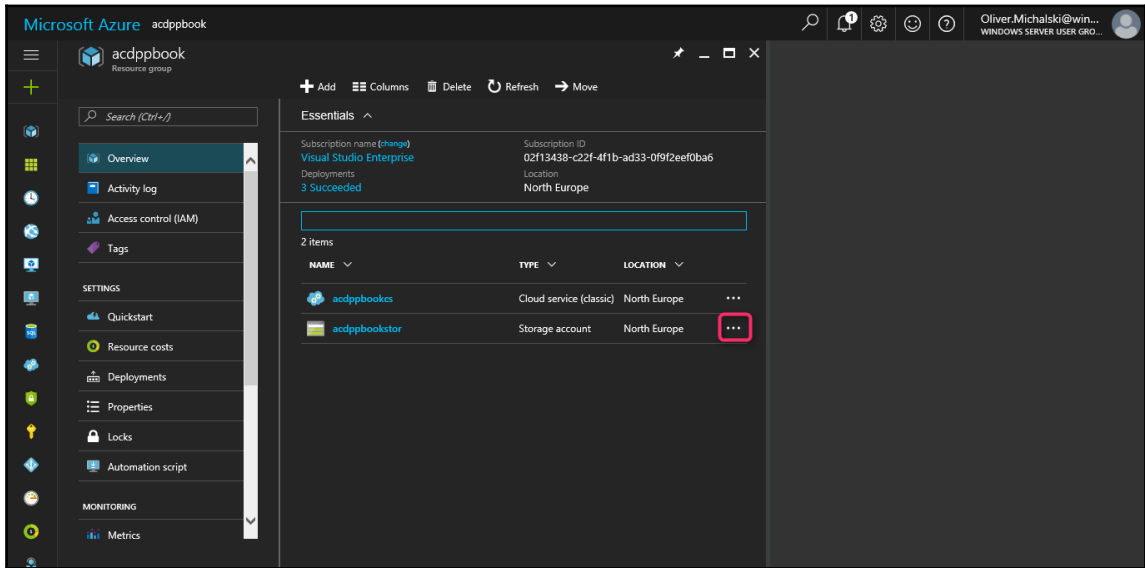 Microsoft Azure acdppbook
1
Oliver.Michalski@win...
WINDOWS SERVER USER GRO...
acdppbook
Resource group
Add Columns Delete Refresh Move
Search (Ctrl+/)
Overview
Activity log
Access control (IAM)
Tags
SETTINGS
Quickstart
Resource costs
Deployments
Properties
Locks
Automation script
MONITORING
Metrics
Essentials
Subscription name (change) Subscription ID
Visual Studio Enterprise 02f13438-c22f-4f1b-ad33-0f9f2eef0ba6
Deployments Location
3 Succeeded North Europe
2 items
NAME TYPE LOCATION
acdppbookcs Cloud service (classic) North Europe ...
acdppbookstor Storage account North Europe ...
SQL